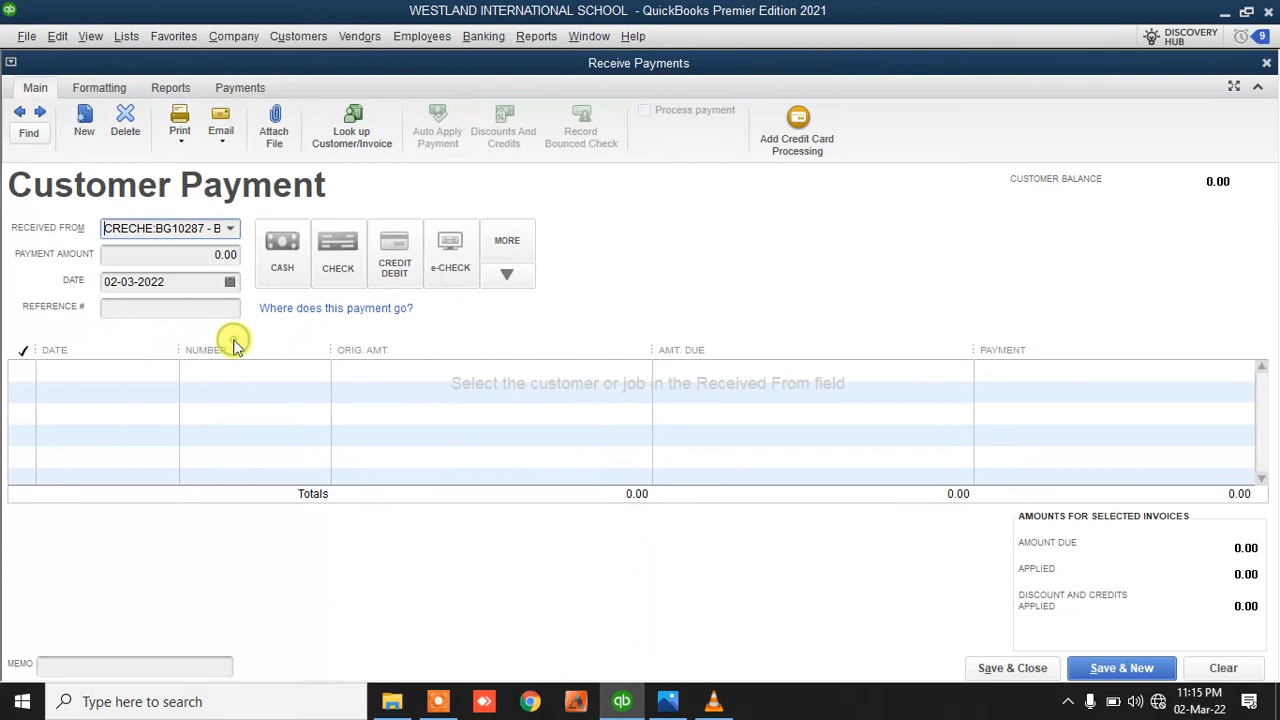 WESTLAND INTERNATIONAL SCHOOL - QuickBooks Premier Edition 2021
File Edit View Lists Favorites Company Customers Vendors Employees Banking Reports Window Help
DISCOVERY HUB 9
Receive Payments
Main Formatting Reports Payments
Find
New
Delete
Print
Email
Attach File
Look up Customer/Invoice
Auto Apply Payment
Discounts And Credits
Record Bounced Check
Process payment
Add Credit Card Processing
Customer Payment
CUSTOMER BALANCE 0.00
RECEIVED FROM CRECHE:BG10287 - B
PAYMENT AMOUNT 0.00
DATE 02-03-2022
REFERENCE #
CASH
CHECK
CREDIT DEBIT
e-CHECK
MORE
Where does this payment go?
DATE NUMBER ORIG. AMT. AMT. DUE PAYMENT
Select the customer or job in the Received From field
Totals 0.00 0.00 0.00
AMOUNTS FOR SELECTED INVOICES
AMOUNT DUE 0.00
APPLIED 0.00
DISCOUNT AND CREDITS APPLIED 0.00
MEMO
Save & Close Save & New Clear
Type here to search
11:15 PM
02-Mar-22